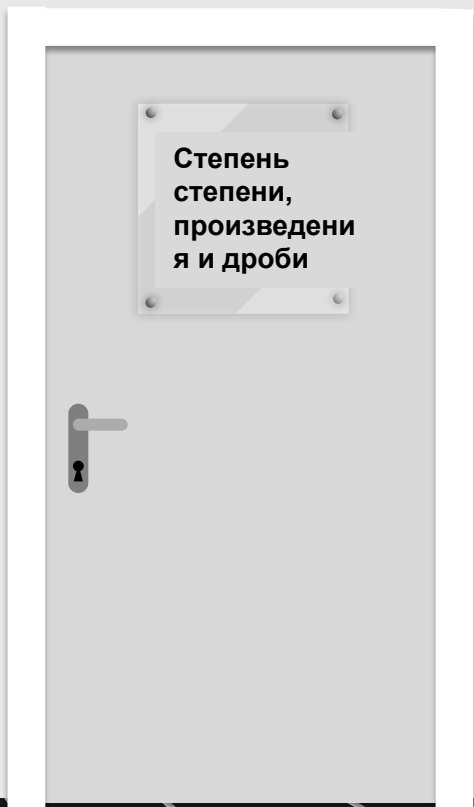 Степень
степени,
произведени
я и дроби